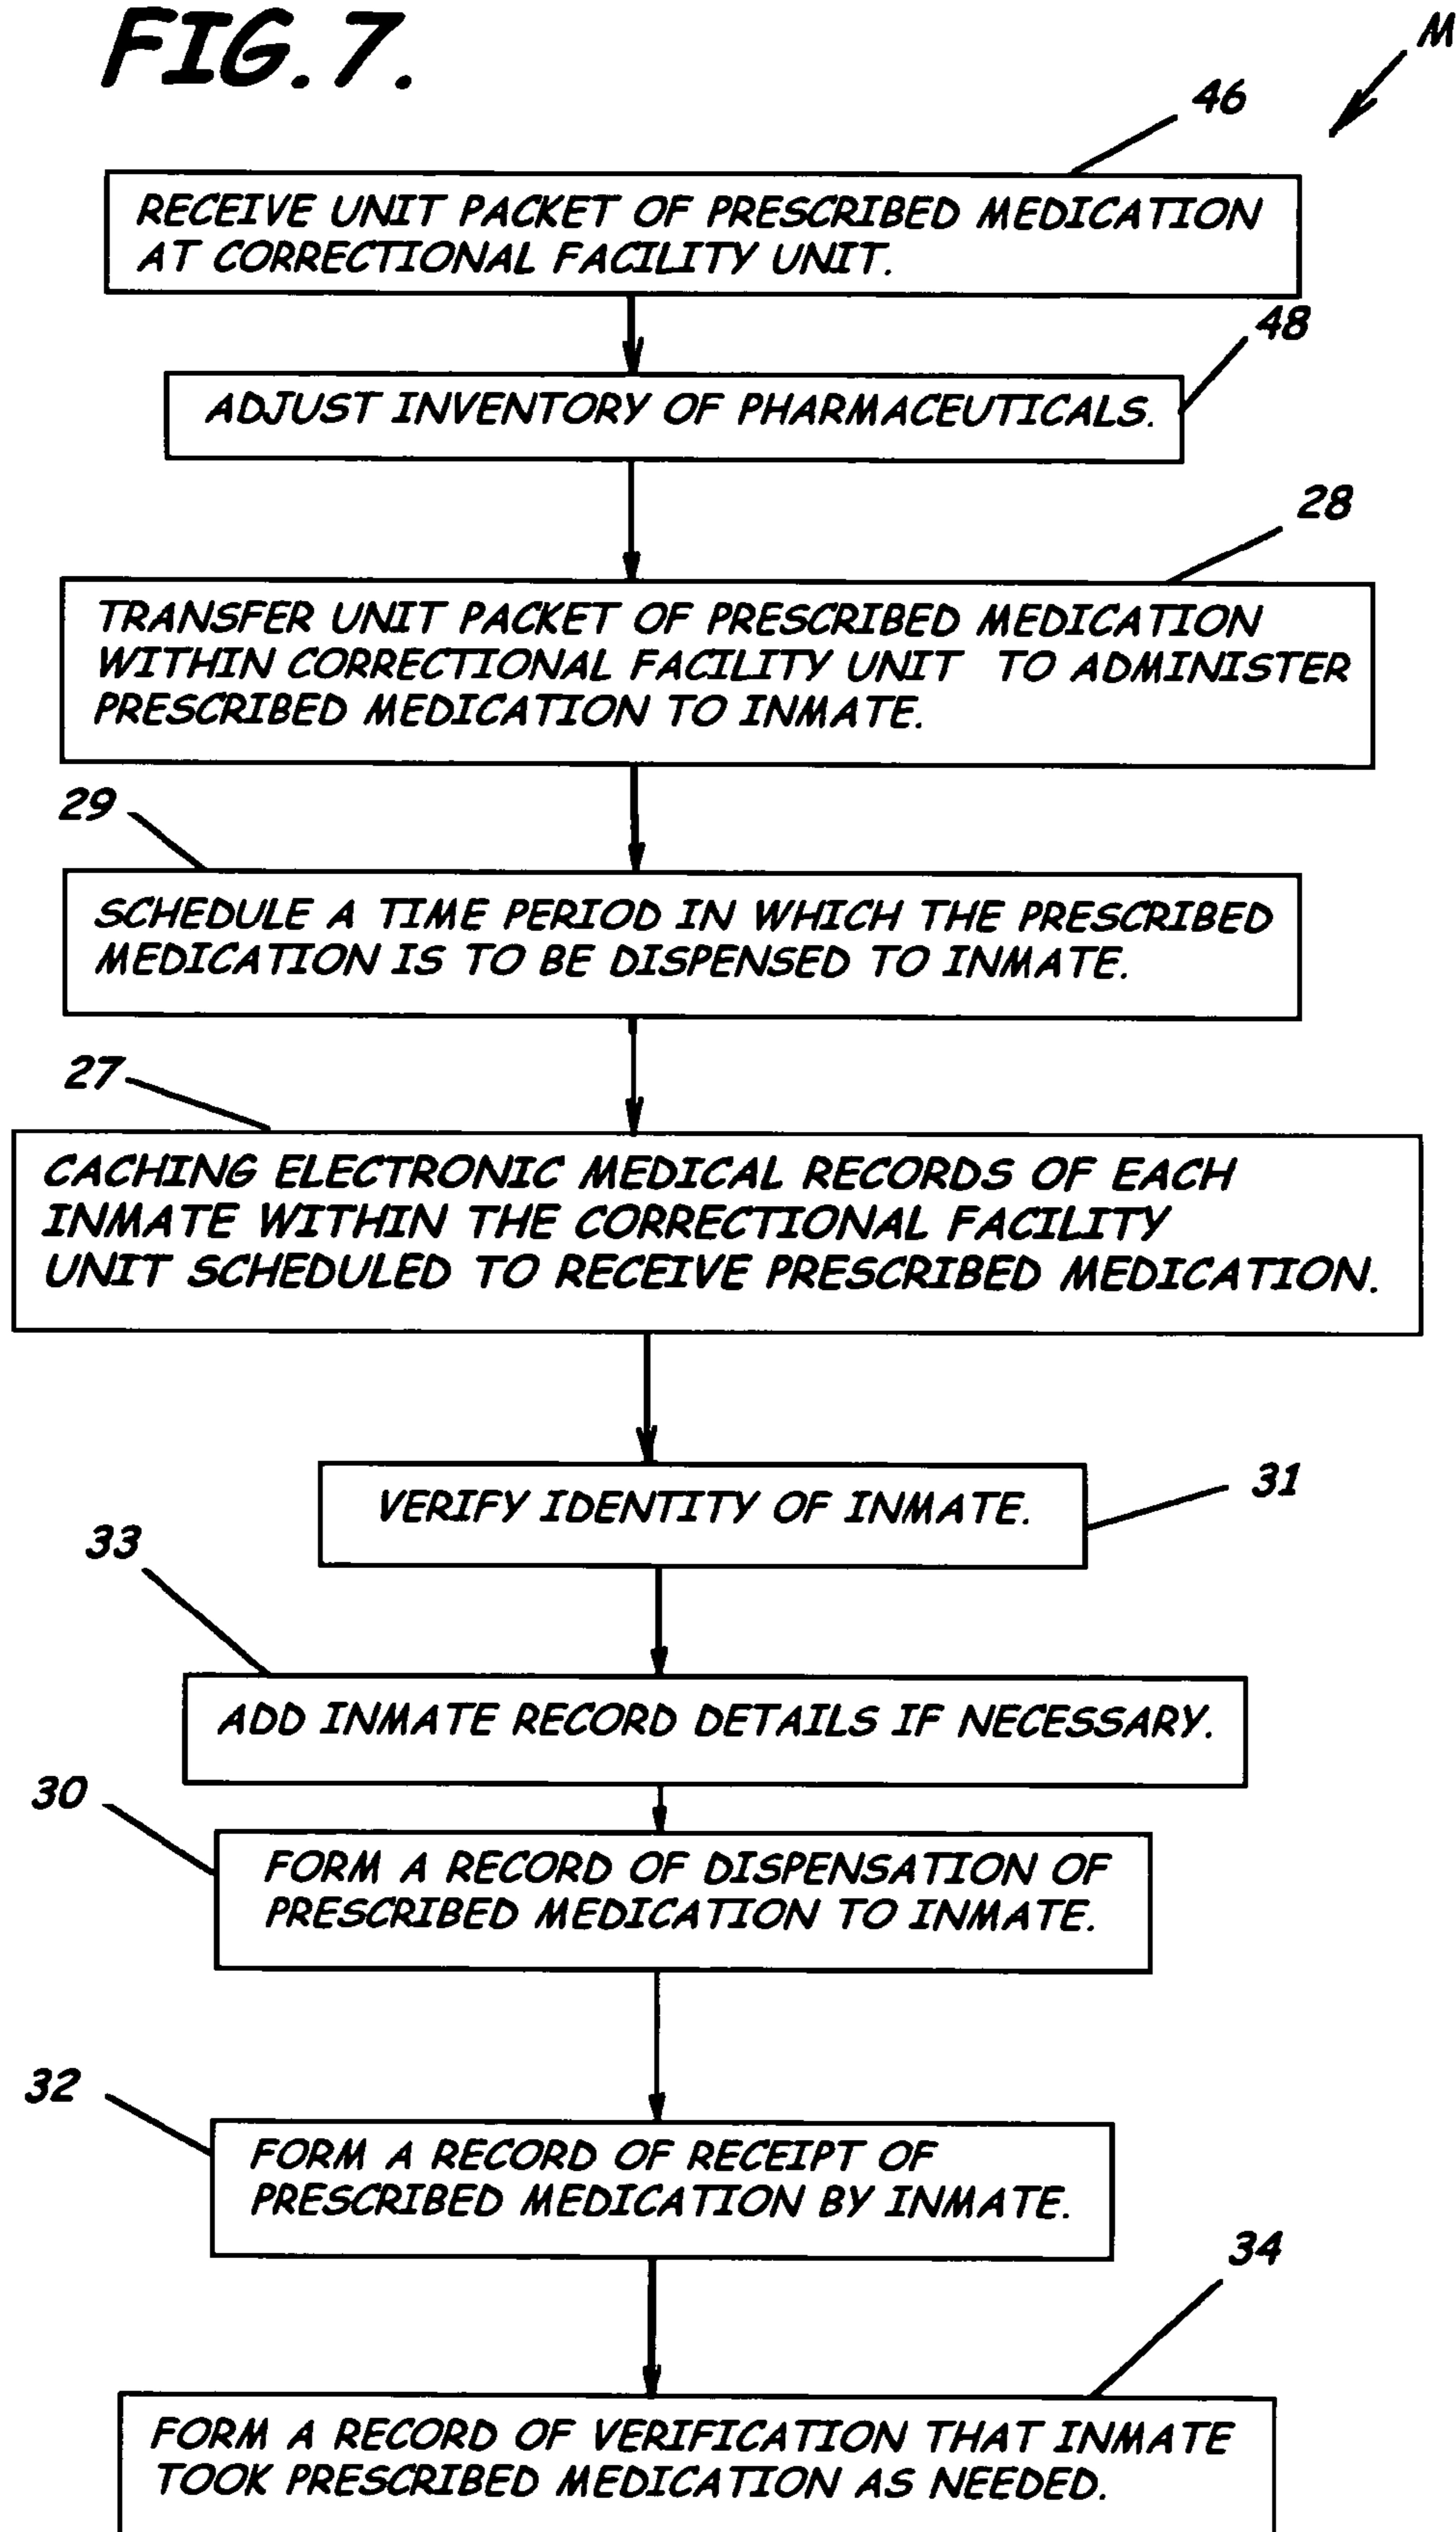 FIG. 7.
M
46
RECEIVE UNIT PACKET OF PRESCRIBED MEDICATION
AT CORRECTIONAL FACILITY UNIT.
48
ADJUST INVENTORY OF PHARMACEUTICALS.
28
TRANSFER UNIT PACKET OF PRESCRIBED MEDICATION
WITHIN CORRECTIONAL FACILITY UNIT TO ADMINISTER
PRESCRIBED MEDICATION TO INMATE.
29
SCHEDULE A TIME PERIOD IN WHICH THE PRESCRIBED
MEDICATION IS TO BE DISPENSED TO INMATE.
27
CACHING ELECTRONIC MEDICAL RECORDS OF EACH
INMATE WITHIN THE CORRECTIONAL FACILITY
UNIT SCHEDULED TO RECEIVE PRESCRIBED MEDICATION.
31
VERIFY IDENTITY OF INMATE.
33
ADD INMATE RECORD DETAILS IF NECESSARY.
30
FORM A RECORD OF DISPENSATION OF
PRESCRIBED MEDICATION TO INMATE.
32
FORM A RECORD OF RECEIPT OF
PRESCRIBED MEDICATION BY INMATE.
34
FORM A RECORD OF VERIFICATION THAT INMATE
TOOK PRESCRIBED MEDICATION AS NEEDED.